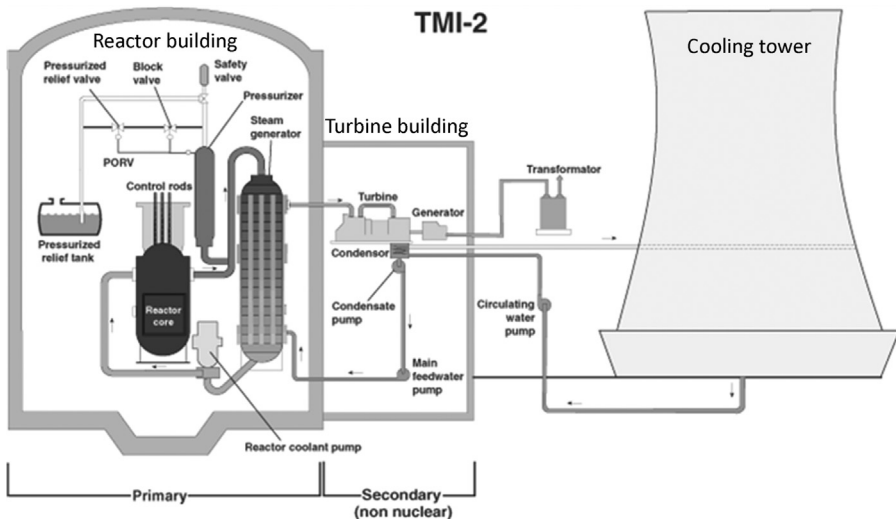 TMI-2
Reactor building
Cooling tower
Pressurized
relief valve
Block
valve
Safety
valve
Pressurizer
Steam
generator
Turbine building
PORV
Control rods
Transformator
Turbine
Generator
Pressurized
relief tank
Condensor
Condensate
pump
Circulating
water
pump
Reactor
core
Main
feedwater
pump
Reactor coolant pump
Primary
Secondary
(non nuclear)